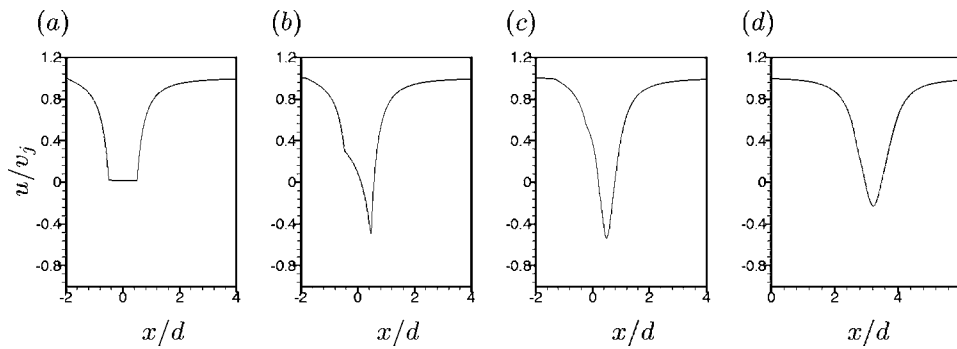 (a) (b) (c) (d)
1.2 1.2 1.2 1.2
0.8 0.8 0.8 0.8
0.4 0.4 0.4 0.4
u/v_j
0 0 0 0
-0.4 -0.4 -0.4 -0.4
-0.8 -0.8 -0.8 -0.8
-2 0 2 4 -2 0 2 4 -2 0 2 4 0 4
x/d x/d x/d x/d